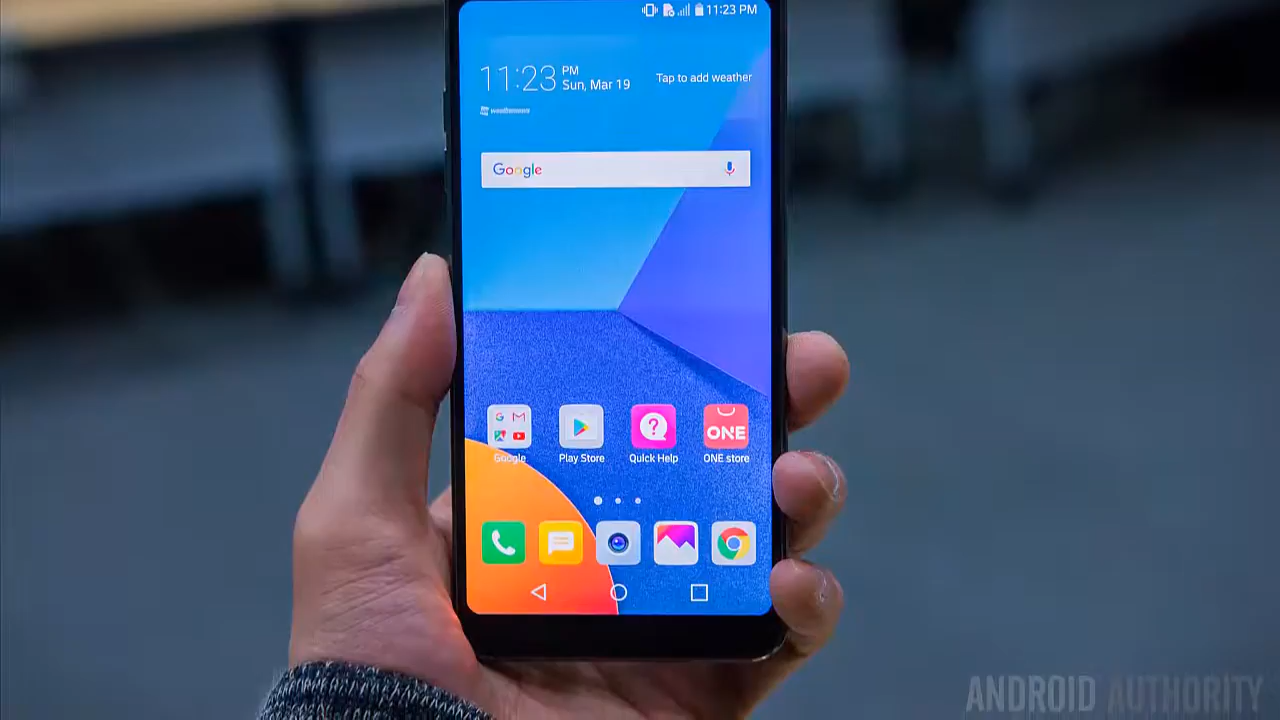 11:23 PM
11:23 PM
Sun, Mar 19
Tap to add weather
weathernews
Google
Google
Play Store
Quick Help
ONE
ONE store
ANDROID AUTHORITY